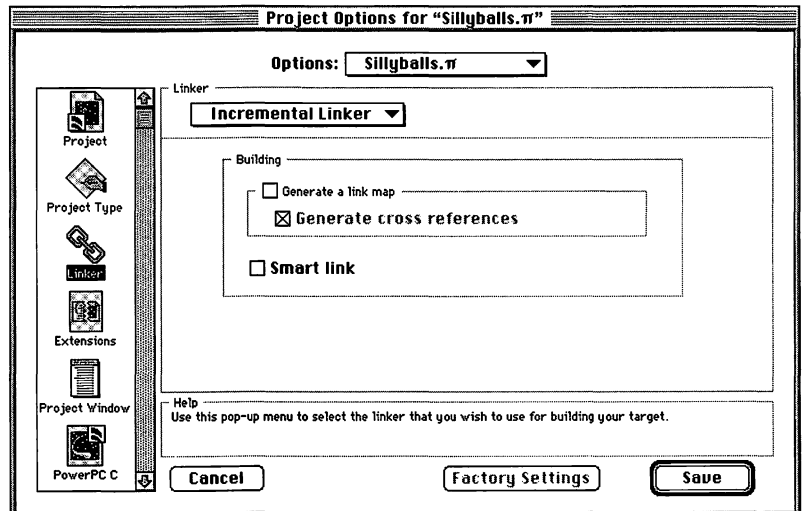 Project Options for “Sillyballs.π”
Options: Sillyballs.π
Project
Project Type
Linker
Extensions
Project Window
PowerPC C
Linker
Incremental Linker
Building
Generate a link map
Generate cross references
Smart link
Help
Use this pop-up menu to select the linker that you wish to use for building your target.
Cancel
Factory Settings
Save